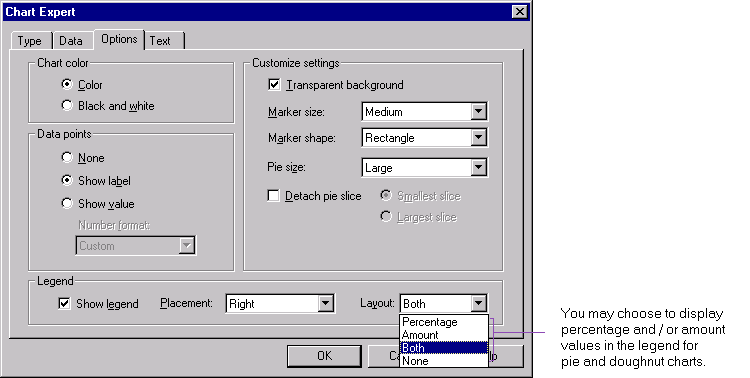 Chart Expert
Type Data Options Text
Chart color
Color
Black and white
Data points
None
Show label
Show value
Number format:
Custom
Customize settings
Transparent background
Marker size: Medium
Marker shape: Rectangle
Pie size: Large
Detach pie slice
Smallest slice
Largest slice
Legend
Show legend Placement: Right Layout: Both
Percentage
Amount
Both
None
OK
You may choose to display
percentage and / or amount
values in the legend for
pie and doughnut charts.